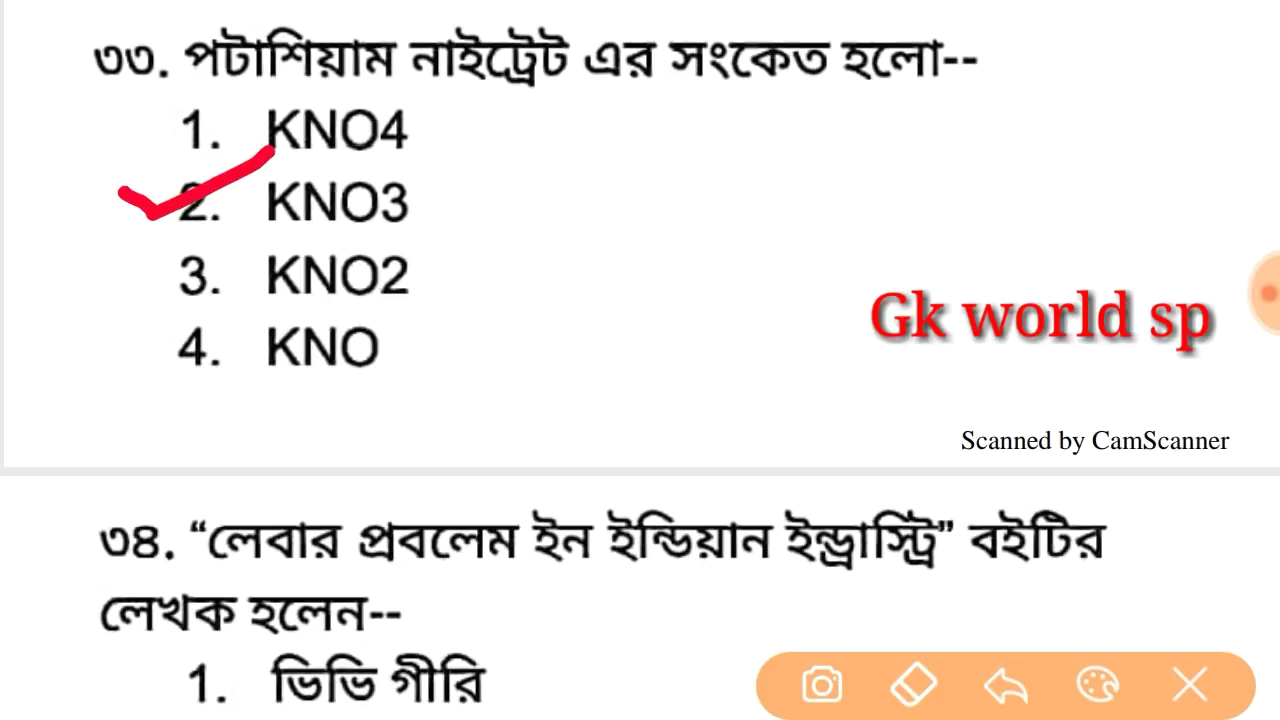 ৩৩. পটাশিয়াম নাইট্রেট এর সংকেত হলো--
1. KNO4
2. KNO3
3. KNO2
4. KNO
Gk world sp
Scanned by CamScanner
৩৪. “লেবার প্রবলেম ইন ইন্ডিয়ান ইন্ড্রাস্ট্রি” বইটির
লেখক হলেন--
1. ভিভি গীরি